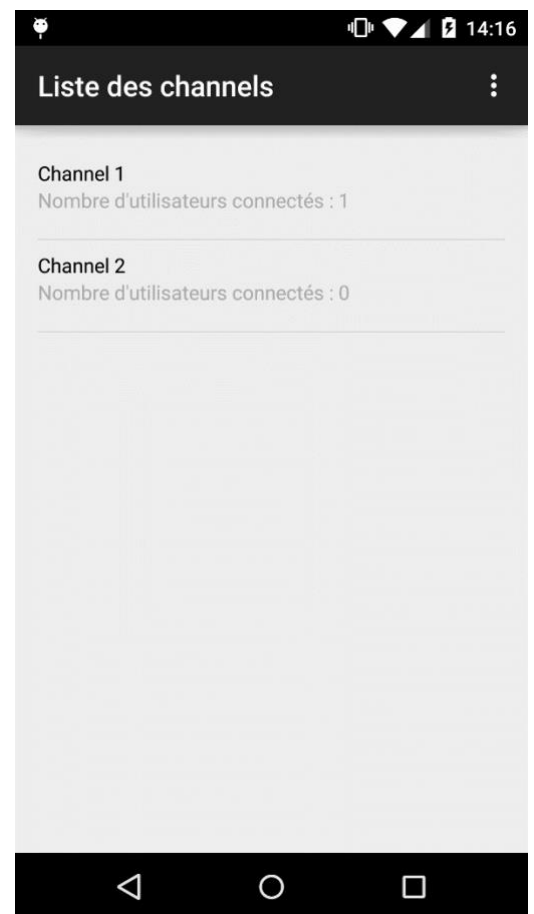 14:16
Liste des channels
Channel 1
Nombre d'utilisateurs connectés : 1
Channel 2
Nombre d'utilisateurs connectés : 0